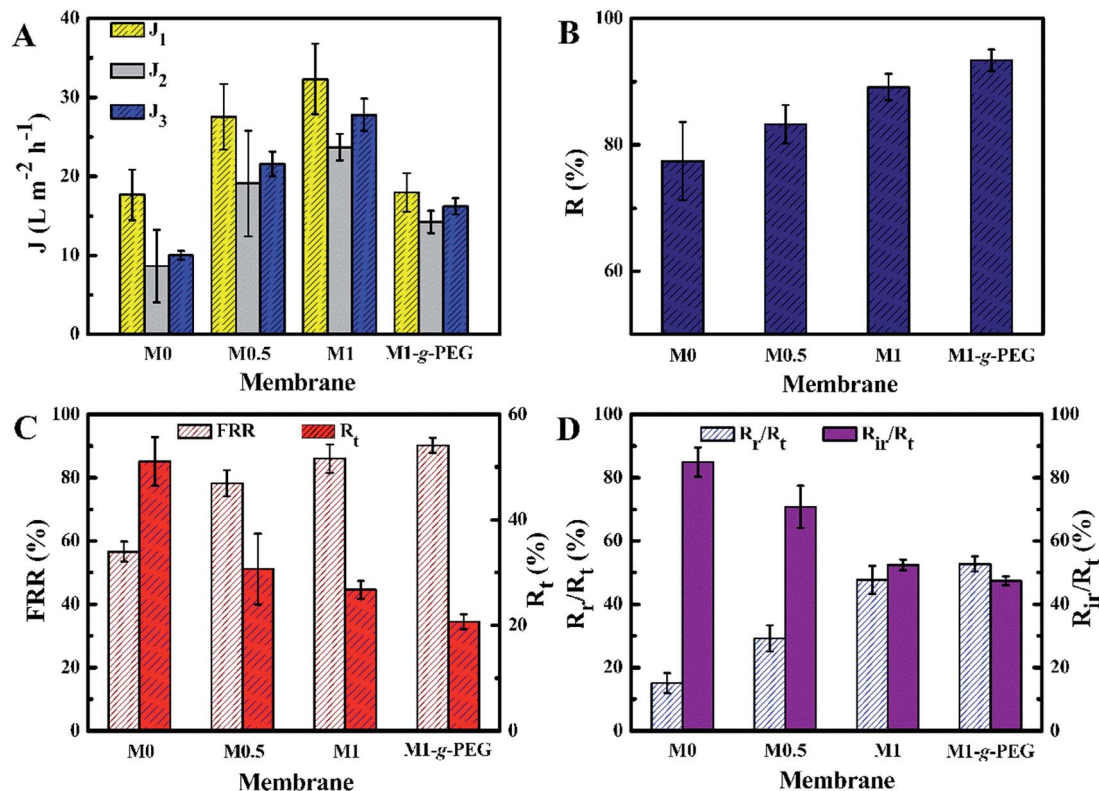 A
J₁
J₂
J₃
40
30
20
10
0
J (L m⁻² h⁻¹)
M0 M0.5 M1 M1-g-PEG
Membrane
B
100
80
60
R (%)
M0 M0.5 M1 M1-g-PEG
Membrane
C
FRR Rₜ
100
80
60
40
20
0
FRR (%)
60
40
20
0
Rₜ (%)
M0 M0.5 M1 M1-g-PEG
Membrane
D
Rᵣ/Rₜ Rᵢᵣ/Rₜ
100
80
60
40
20
0
Rᵣ/Rₜ (%)
100
80
60
40
20
0
Rᵢᵣ/Rₜ (%)
M0 M0.5 M1 M1-g-PEG
Membrane